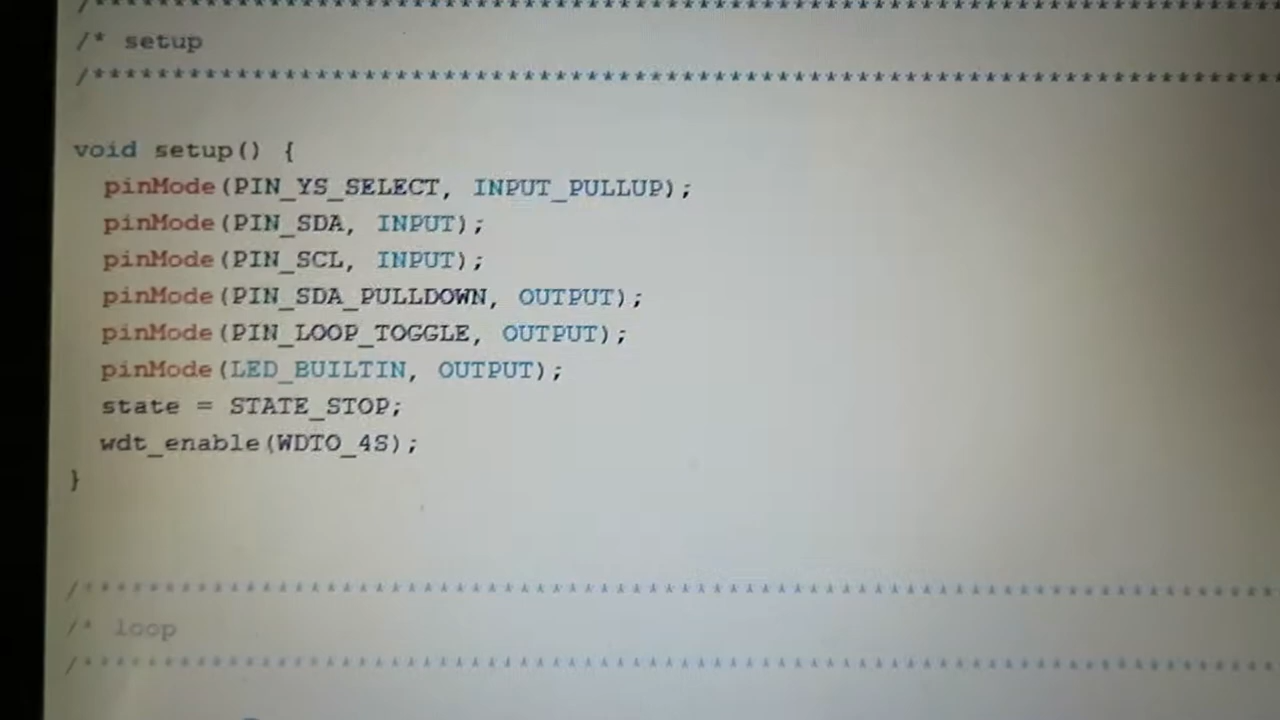 /****************************************************************************
/* setup
/****************************************************************************
void setup() {
pinMode(PIN_YS_SELECT, INPUT_PULLUP);
pinMode(PIN_SDA, INPUT);
pinMode(PIN_SCL, INPUT);
pinMode(PIN_SDA_PULLDOWN, OUTPUT);
pinMode(PIN_LOOP_TOGGLE, OUTPUT);
pinMode(LED_BUILTIN, OUTPUT);
state = STATE_STOP;
wdt_enable(WDTO_4S);
}
/****************************************************************************
/* loop
/****************************************************************************